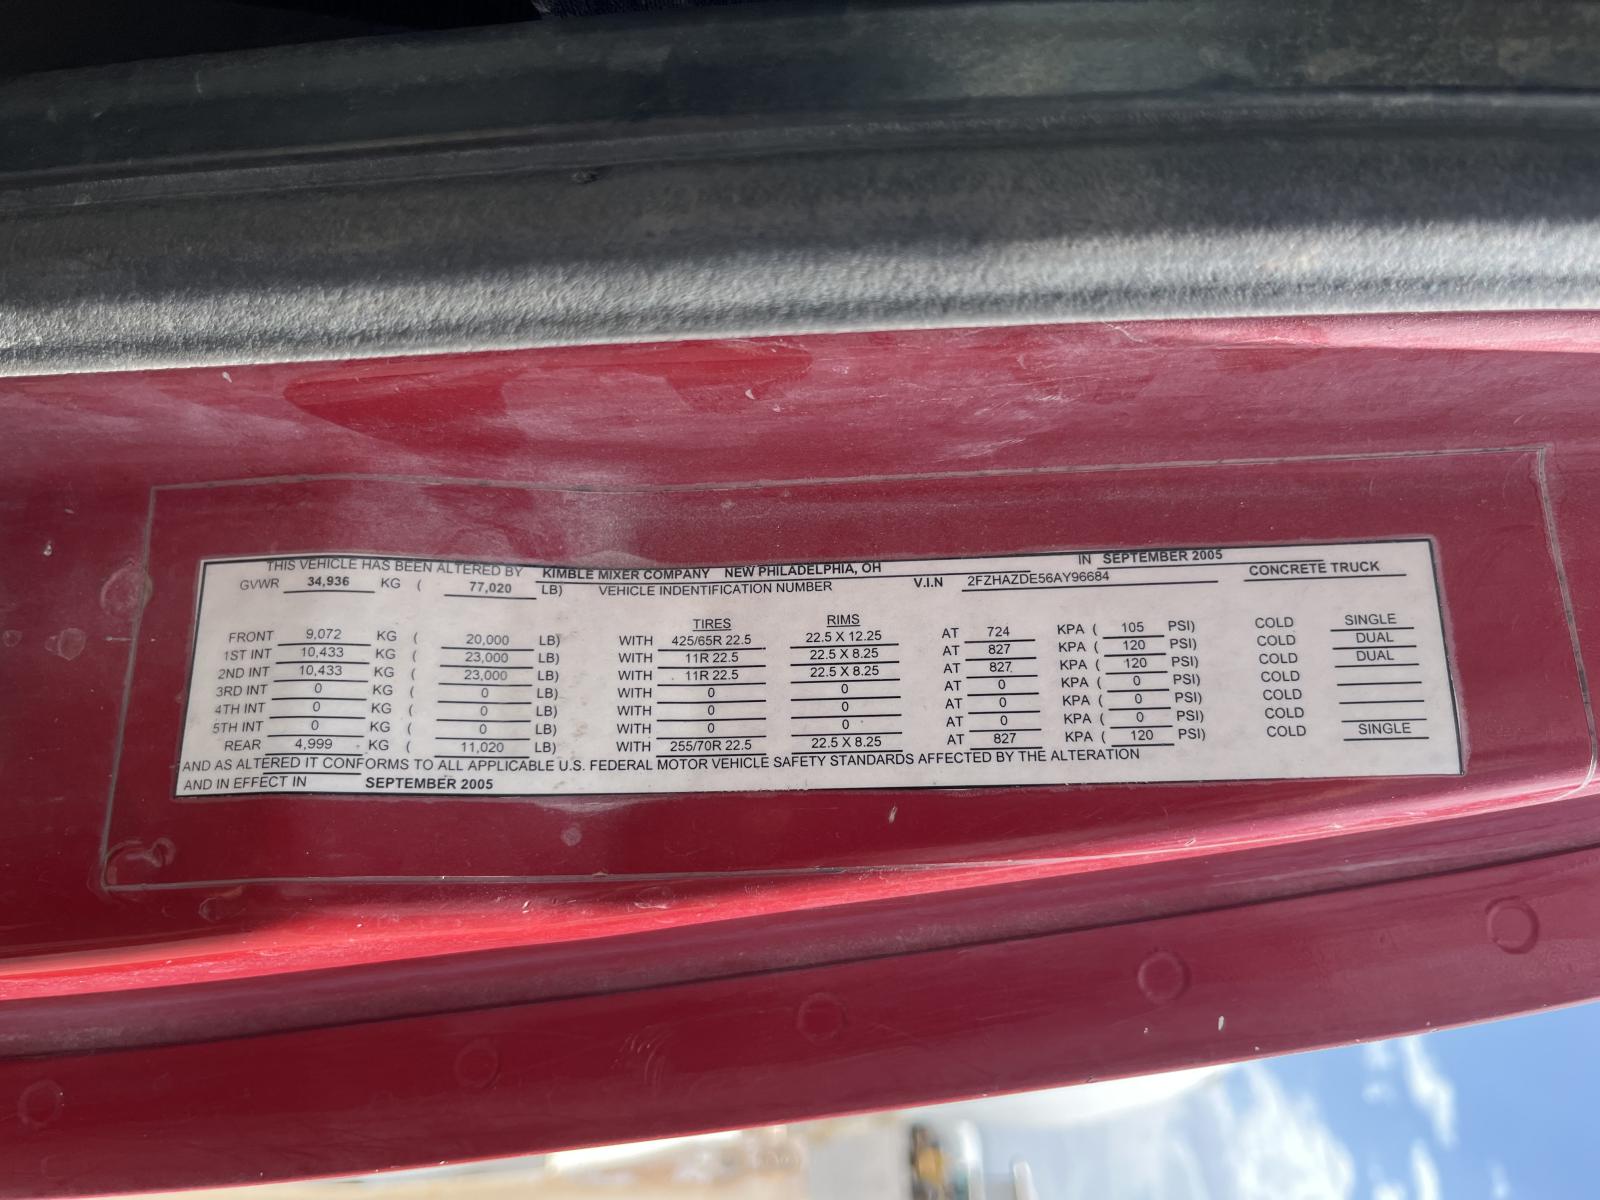 THIS VEHICLE HAS BEEN ALTERED BY KIMBLE MIXER COMPANY NEW PHILADELPHIA, OH IN SEPTEMBER 2005
GVWR 34,936 KG ( 77,020 LB) VEHICLE INDENTIFICATION NUMBER V.I.N 2FZHAZDE56AY96684 CONCRETE TRUCK
TIRES RIMS
FRONT 9,072 KG ( 20,000 LB) WITH 425/65R 22.5 22.5 X 12.25 AT 724 KPA ( 105 PSI) COLD SINGLE
1ST INT 10,433 KG ( 23,000 LB) WITH 11R 22.5 22.5 X 8.25 AT 827 KPA ( 120 PSI) COLD DUAL
2ND INT 10,433 KG ( 23,000 LB) WITH 11R 22.5 22.5 X 8.25 AT 827 KPA ( 120 PSI) COLD DUAL
3RD INT 0 KG ( 0 LB) WITH 0 0 AT 0 KPA ( 0 PSI) COLD
4TH INT 0 KG ( 0 LB) WITH 0 0 AT 0 KPA ( 0 PSI) COLD
5TH INT 0 KG ( 0 LB) WITH 0 0 AT 0 KPA ( 0 PSI) COLD
REAR 4,999 KG ( 11,020 LB) WITH 255/70R 22.5 22.5 X 8.25 AT 827 KPA ( 120 PSI) COLD SINGLE
AND AS ALTERED IT CONFORMS TO ALL APPLICABLE U.S. FEDERAL MOTOR VEHICLE SAFETY STANDARDS AFFECTED BY THE ALTERATION
AND IN EFFECT IN SEPTEMBER 2005